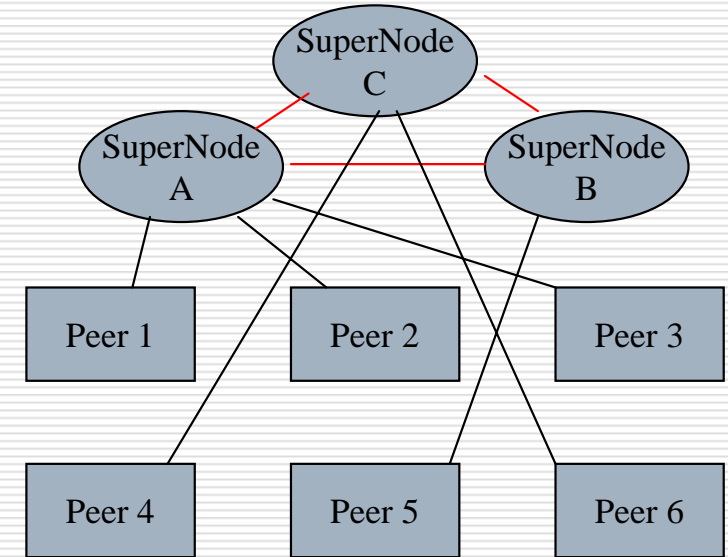 SuperNode
C
SuperNode
A
SuperNode
B
Peer 1
Peer 2
Peer 3
Peer 4
Peer 5
Peer 6